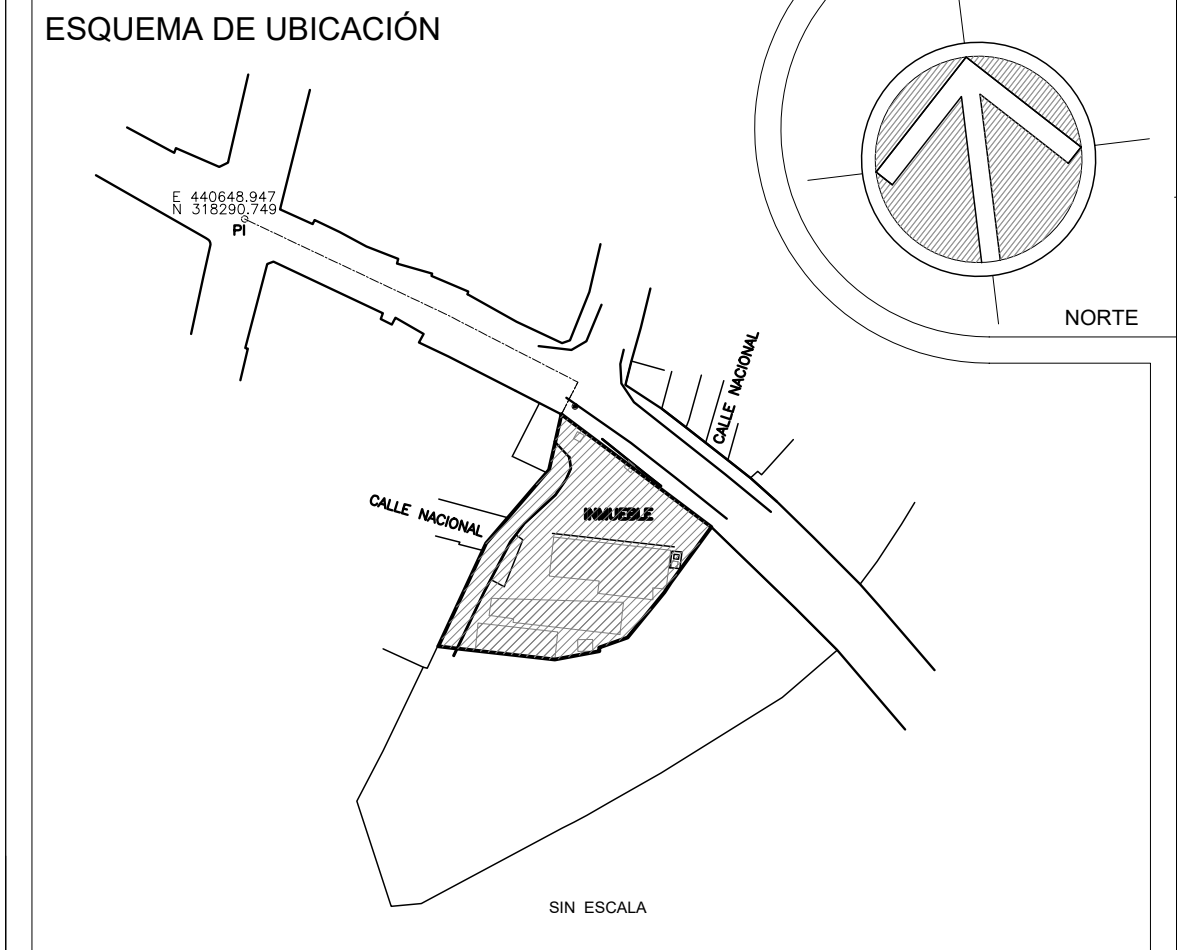 ESQUEMA DE UBICACIÓN
E 440648.947
N 318290.749
PI
NORTE
CALLE NACIONAL
CALLE NACIONAL
INMUEBLE
SIN ESCALA